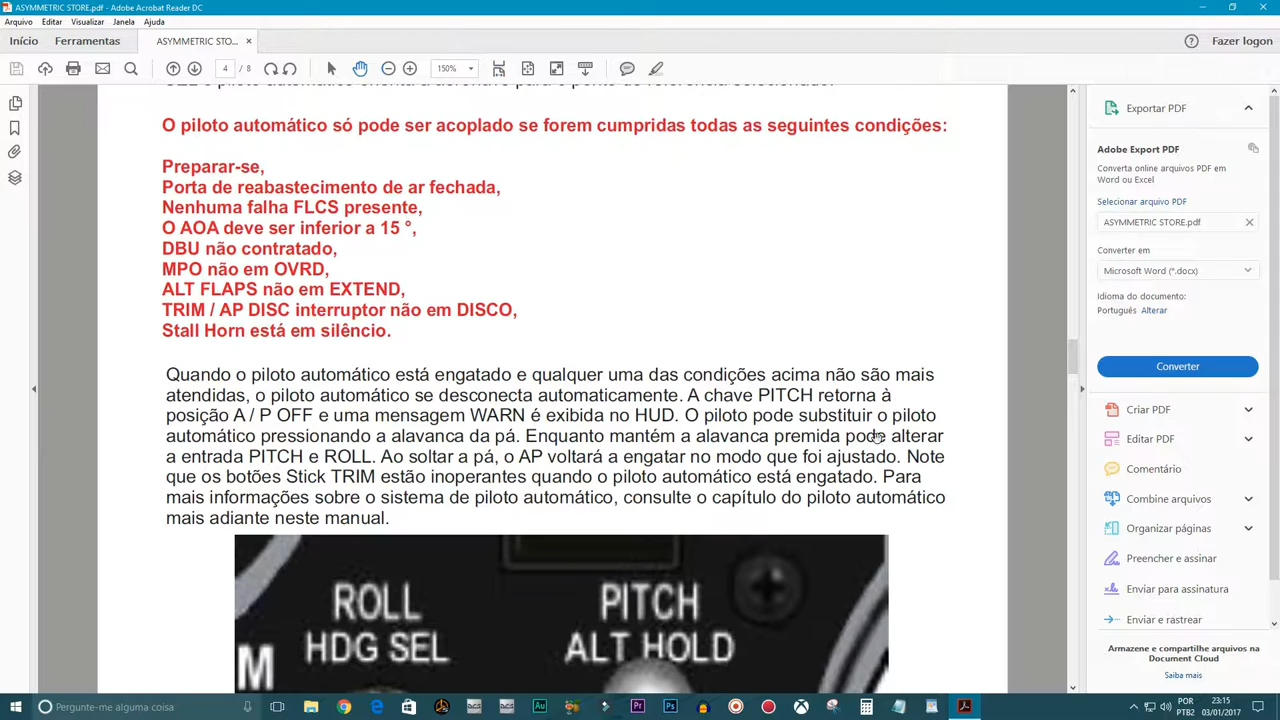 ASYMMETRIC STORE.pdf - Adobe Acrobat Reader DC
Arquivo Editar Visualizar Janela Ajuda
Início Ferramentas ASYMMETRIC STO... × Fazer logon
4 / 8 150%
O piloto automático só pode ser acoplado se forem cumpridas todas as seguintes condições:
Preparar-se,
Porta de reabastecimento de ar fechada,
Nenhuma falha FLCS presente,
O AOA deve ser inferior a 15 °,
DBU não contratado,
MPO não em OVRD,
ALT FLAPS não em EXTEND,
TRIM / AP DISC interruptor não em DISCO,
Stall Horn está em silêncio.
Quando o piloto automático está engatado e qualquer uma das condições acima não são mais
atendidas, o piloto automático se desconecta automaticamente. A chave PITCH retorna à
posição A / P OFF e uma mensagem WARN é exibida no HUD. O piloto pode substituir o piloto
automático pressionando a alavanca da pá. Enquanto mantém a alavanca premida pode alterar
a entrada PITCH e ROLL. Ao soltar a pá, o AP voltará a engatar no modo que foi ajustado. Note
que os botões Stick TRIM estão inoperantes quando o piloto automático está engatado. Para
mais informações sobre o sistema de piloto automático, consulte o capítulo do piloto automático
mais adiante neste manual.
ROLL PITCH
HDG SEL ALT HOLD
M
Exportar PDF
Adobe Export PDF
Converta online arquivos PDF em
Word ou Excel
Selecionar arquivo PDF
ASYMMETRIC STORE.pdf ×
Converter em
Microsoft Word (*.docx)
Idioma do documento:
Português Alterar
Converter
Criar PDF
Editar PDF
Comentário
Combine arquivos
Organizar páginas
Preencher e assinar
Enviar para assinatura
Enviar e rastrear
Armazene e compartilhe arquivos na
Document Cloud
Saiba mais
Pergunte-me alguma coisa
POR 23:15
PTB2 03/01/2017